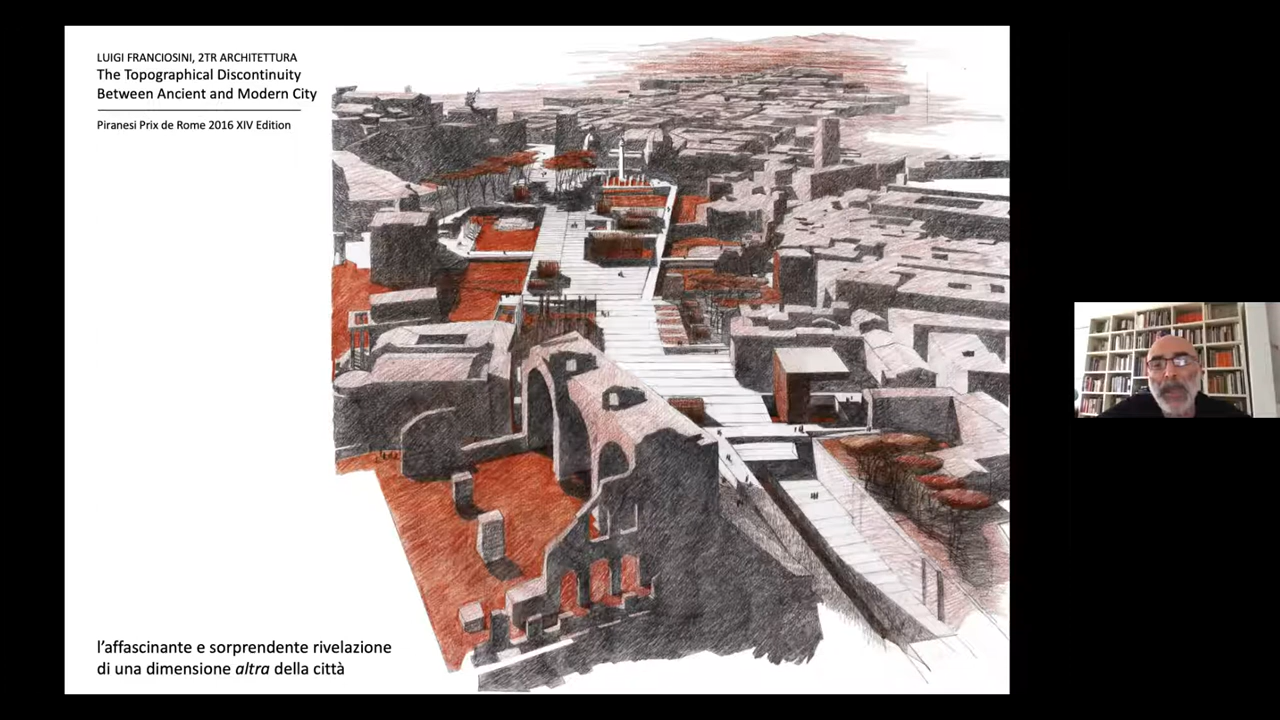 LUIGI FRANCIOSINI, 2TR ARCHITETTURA
The Topographical Discontinuity
Between Ancient and Modern City
Piranesi Prix de Rome 2016 XIV Edition
l’affascinante e sorprendente rivelazione
di una dimensione altra della città